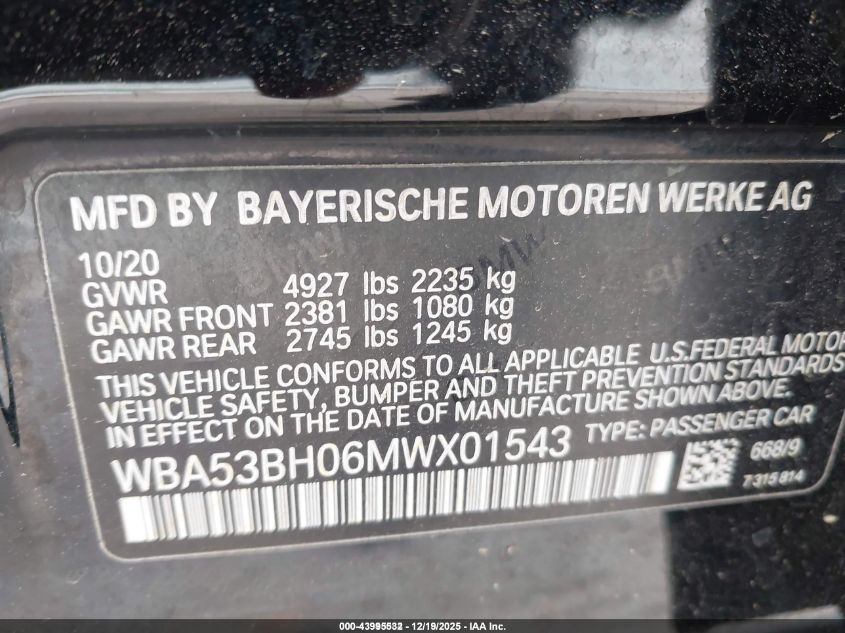 MFD BY BAYERISCHE MOTOREN WERKE AG
10/20
GVWR 4927 lbs 2235 kg
GAWR FRONT 2381 lbs 1080 kg
GAWR REAR 2745 lbs 1245 kg
THIS VEHICLE CONFORMS TO ALL APPLICABLE U.S.FEDERAL MOTOR
VEHICLE SAFETY, BUMPER AND THEFT PREVENTION STANDARDS
IN EFFECT ON THE DATE OF MANUFACTURE SHOWN ABOVE.
WBA53BH06MWX01543 TYPE: PASSENGER CAR
668/9
7315814
12/19/2025 - IAA Inc.